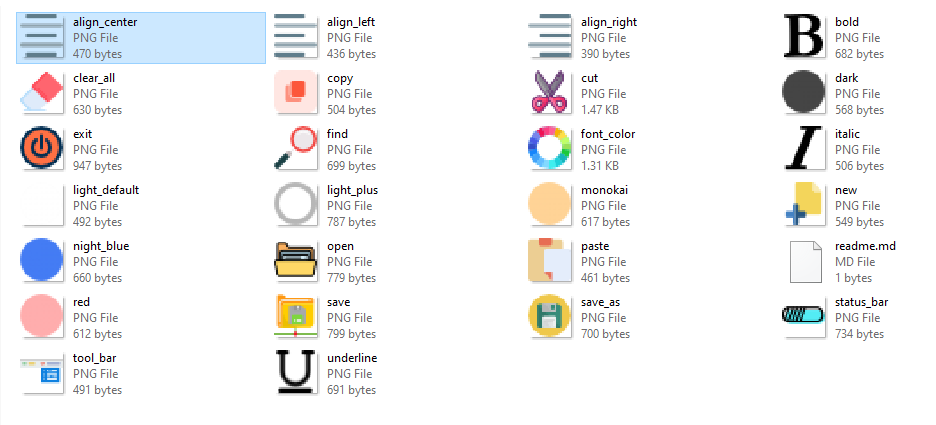 align_center
PNG File
470 bytes
align_left
PNG File
436 bytes
align_right
PNG File
390 bytes
bold
PNG File
682 bytes
clear_all
PNG File
630 bytes
copy
PNG File
504 bytes
cut
PNG File
1.47 KB
dark
PNG File
568 bytes
exit
PNG File
947 bytes
find
PNG File
699 bytes
font_color
PNG File
1.31 KB
italic
PNG File
506 bytes
light_default
PNG File
492 bytes
light_plus
PNG File
787 bytes
monokai
PNG File
617 bytes
new
PNG File
549 bytes
night_blue
PNG File
660 bytes
open
PNG File
779 bytes
paste
PNG File
461 bytes
readme.md
MD File
1 bytes
red
PNG File
612 bytes
save
PNG File
799 bytes
save_as
PNG File
700 bytes
status_bar
PNG File
734 bytes
tool_bar
PNG File
491 bytes
underline
PNG File
691 bytes